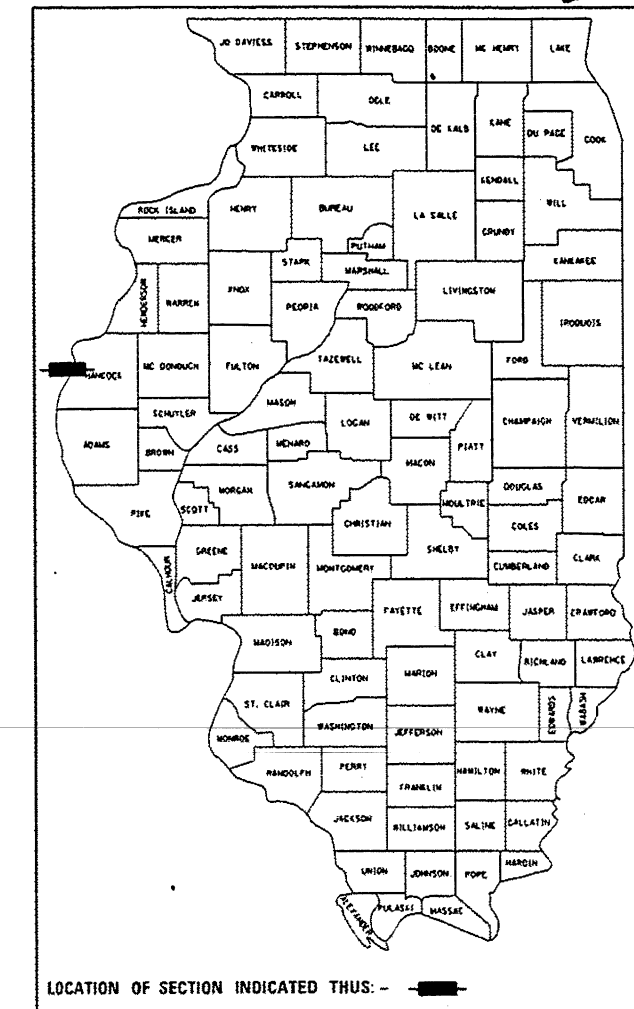 JO DAVIESS STEPHENSON WINNEBAGO BOONE MC HENRY LAKE
CARROLL OGLE DE KALB KANE DU PAGE COOK
WHITESIDE LEE KENDALL WILL
ROCK ISLAND HENRY BUREAU LA SALLE GRUNDY
MERCER PUTNAM KANKAKEE
STARK MARSHALL
HENDERSON WARREN KNOX PEORIA WOODFORD LIVINGSTON IROQUOIS
HANCOCK MC DONOUGH FULTON TAZEWELL MC LEAN FORD
MASON
SCHUYLER LOGAN DE WITT CHAMPAIGN VERMILION
ADAMS BROWN CASS MENARD MACON PIATT
PIKE SCOTT MORGAN SANGAMON MOULTRIE DOUGLAS EDGAR
CHRISTIAN COLES
GREENE MACOUPIN MONTGOMERY SHELBY CUMBERLAND CLARK
CALHOUN JERSEY FAYETTE EFFINGHAM JASPER CRAWFORD
MADISON BOND CLAY RICHLAND LAWRENCE
CLINTON MARION
ST. CLAIR WAYNE EDWARDS WABASH
MONROE WASHINGTON JEFFERSON
RANDOLPH PERRY HAMILTON WHITE
FRANKLIN
JACKSON WILLIAMSON SALINE GALLATIN
UNION JOHNSON POPE HARDIN
ALEXANDER PULASKI MASSAC
LOCATION OF SECTION INDICATED THUS: -